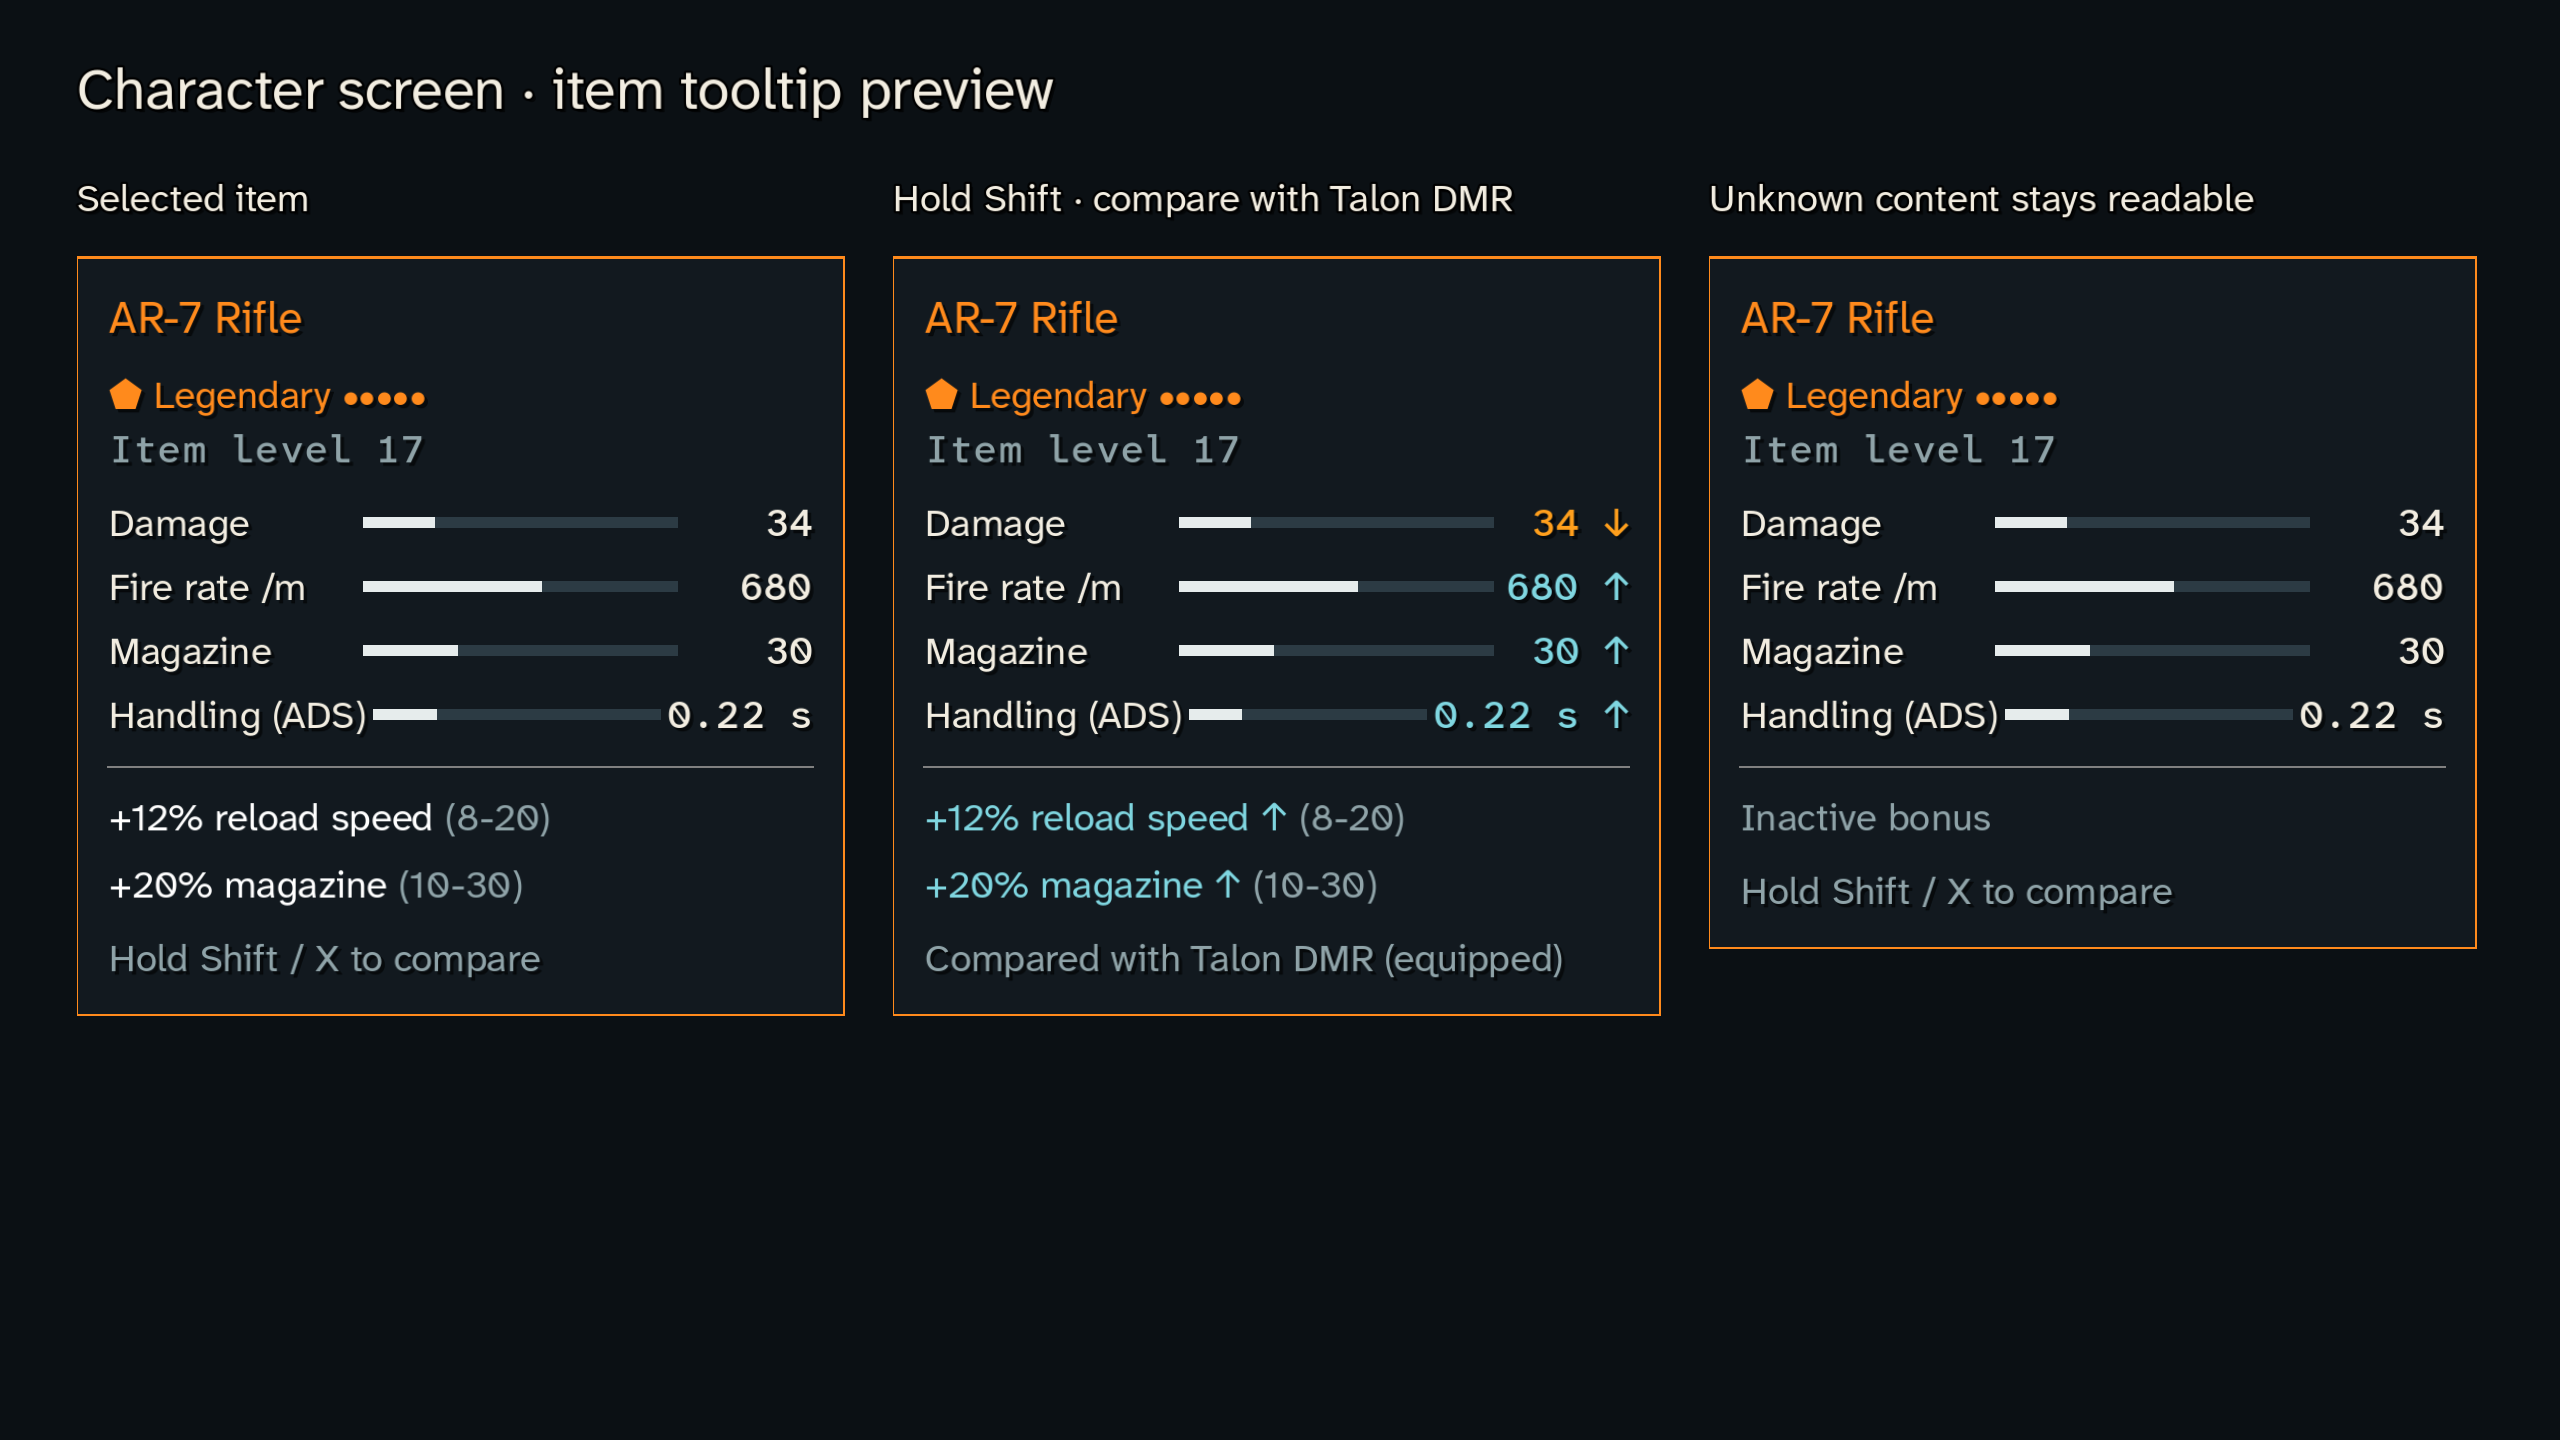 Character screen · item tooltip preview
Selected item
AR-7 Rifle
Legendary •••••
Item level 17
Damage 34
Fire rate /m 680
Magazine 30
Handling (ADS) 0.22 s
+12% reload speed (8-20)
+20% magazine (10-30)
Hold Shift / X to compare
Hold Shift · compare with Talon DMR
AR-7 Rifle
Legendary •••••
Item level 17
Damage 34 ↓
Fire rate /m 680 ↑
Magazine 30 ↑
Handling (ADS) 0.22 s ↑
+12% reload speed ↑ (8-20)
+20% magazine ↑ (10-30)
Compared with Talon DMR (equipped)
Unknown content stays readable
AR-7 Rifle
Legendary •••••
Item level 17
Damage 34
Fire rate /m 680
Magazine 30
Handling (ADS) 0.22 s
Inactive bonus
Hold Shift / X to compare